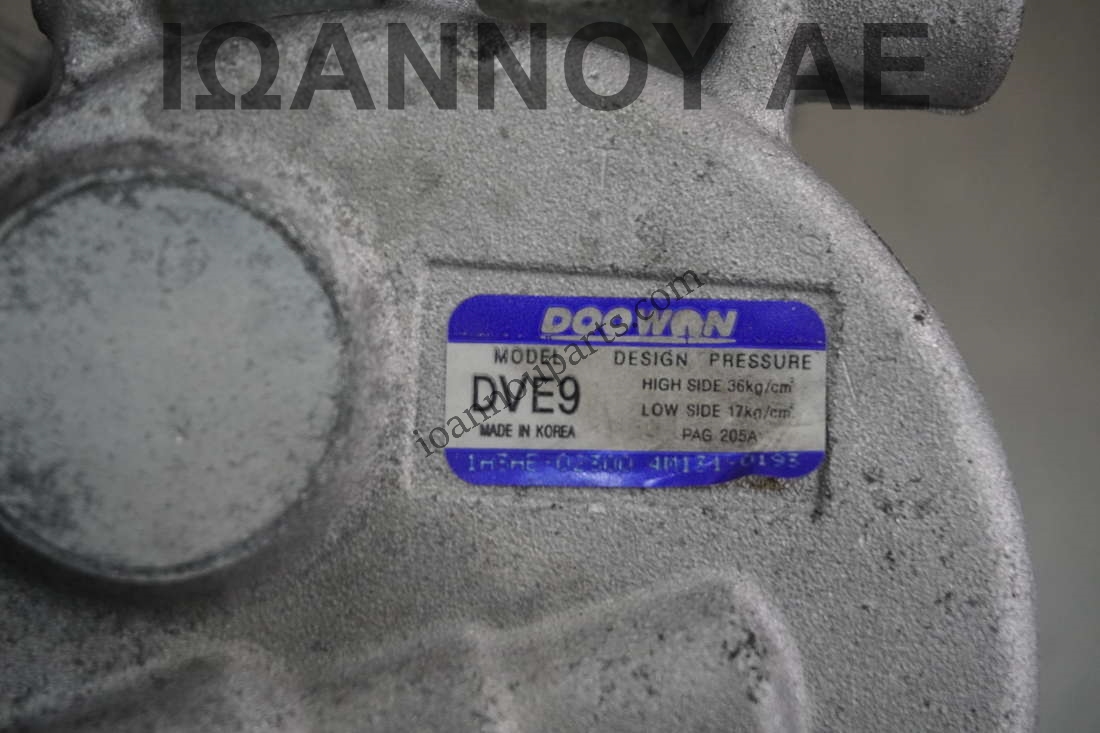 ΙΩΑΝΝΟΥ ΑΕ
DOOWON
MODEL DESIGN PRESSURE
DVE9 HIGH SIDE 36kg/cm²
LOW SIDE 17kg/cm²
MADE IN KOREA PAG 205A
ioannouparts.com